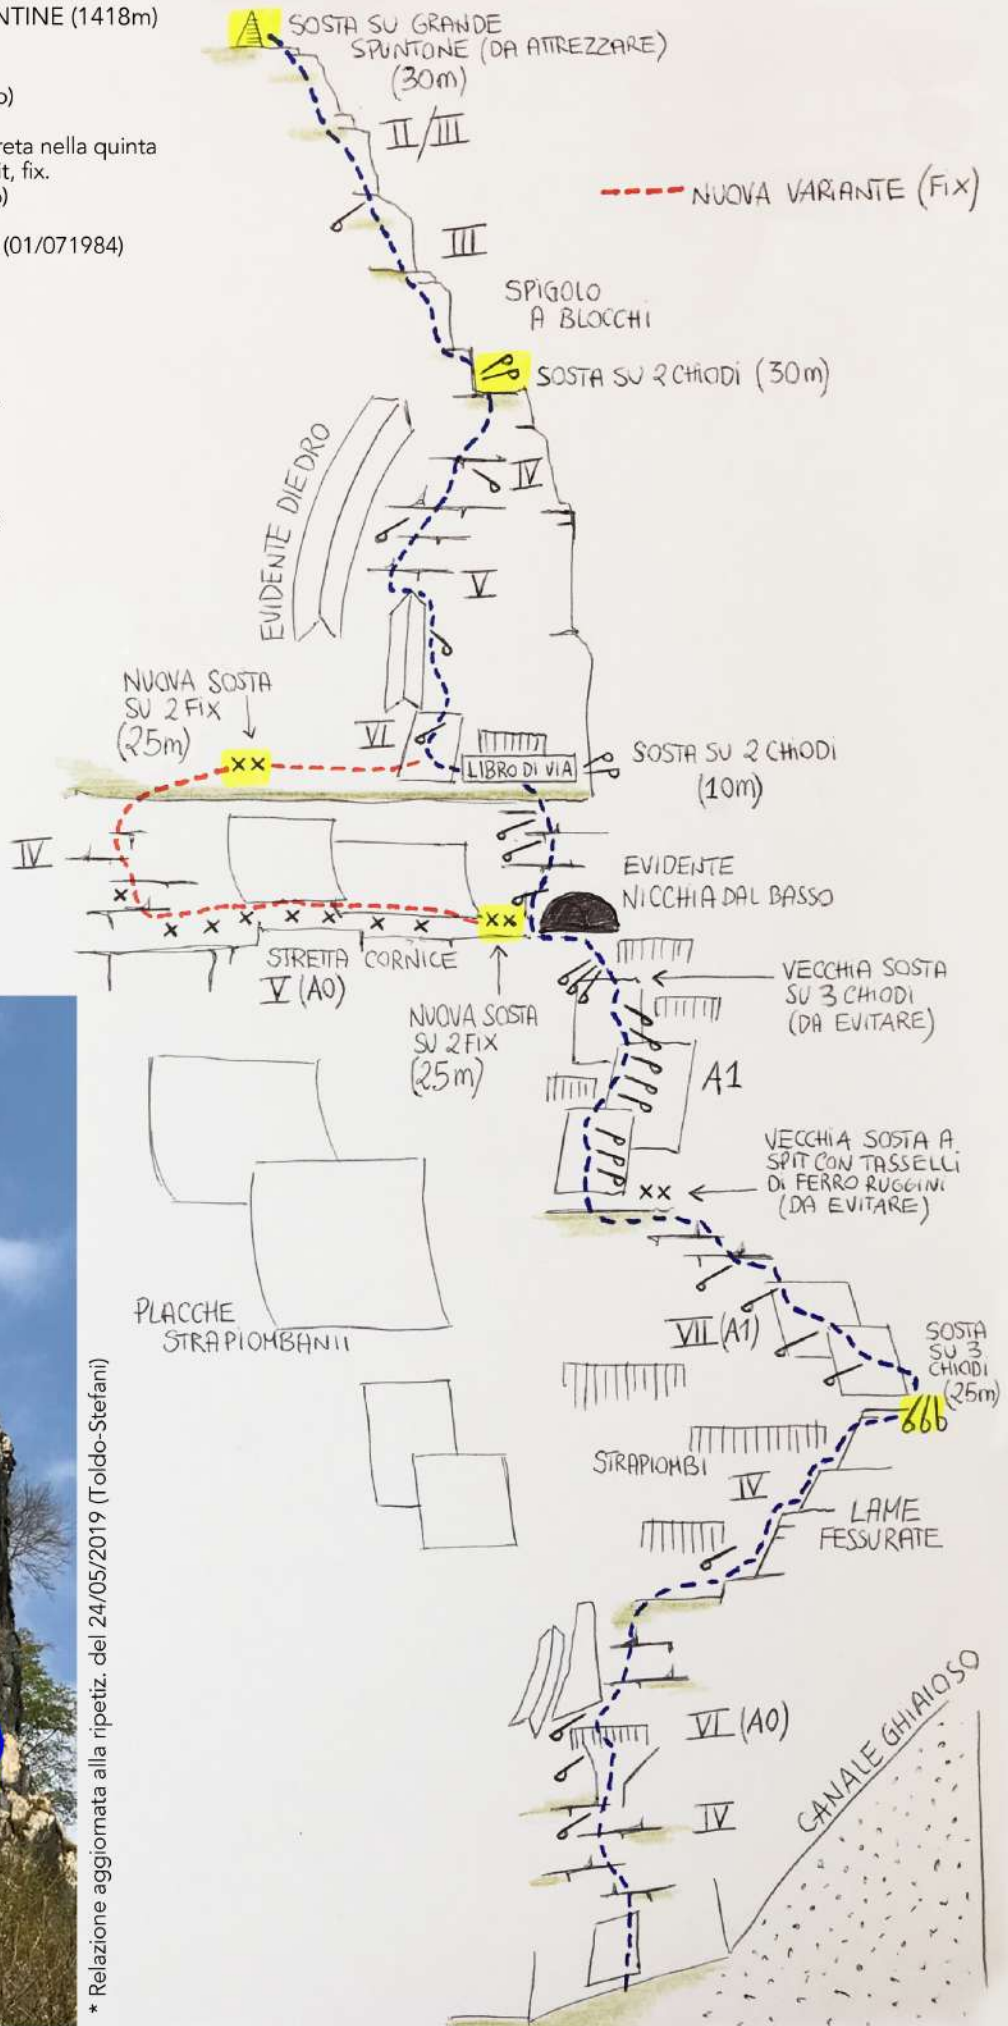 NTINE (1418m)
o)
reta nella quinta
it, fix.
o)
(01/071984)
SOSTA SU GRANDE
SPUNTONE (DA ATTREZZARE)
(30m)
II/III
NUOVA VARIANTE (FIX)
III
SPIGOLO
A BLOCCHI
SOSTA SU 2 CHIODI (30m)
EVIDENTE DIEDRO
IV
V
NUOVA SOSTA
SU 2 FIX
(25m)
VI
LIBRO DI VIA
SOSTA SU 2 CHIODI
(10m)
IV
EVIDENTE
NICCHIA DAL BASSO
STRETTA CORNICE
V (A0)
NUOVA SOSTA
SU 2 FIX
(25m)
VECCHIA SOSTA
SU 3 CHIODI
(DA EVITARE)
A1
VECCHIA SOSTA A
SPIT CON TASSELLI
DI FERRO RUGGINI
(DA EVITARE)
PLACCHE
STRAPIOMBANTI
VII (A1)
SOSTA
SU 3
CHIODI
(25m)
STRAPIOMBI
IV
LAME
FESSURATE
VI (A0)
IV
CANALE GHIAIOSO
* Relazione aggiornata alla ripetiz. del 24/05/2019 (Toldo-Stefani)